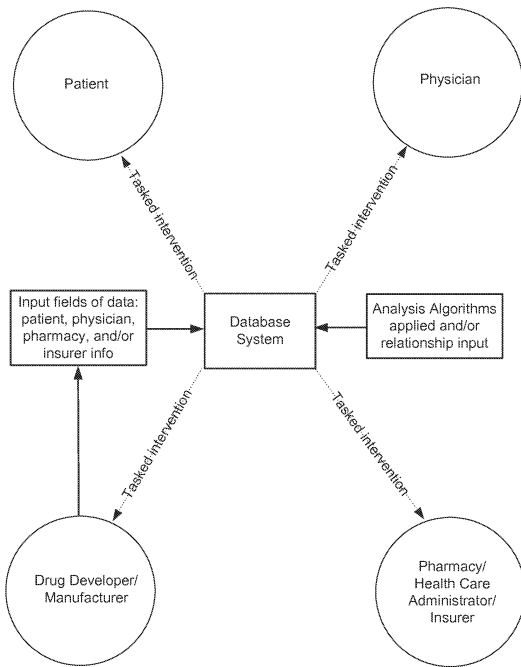 Patient
Physician
Tasked intervention
Tasked intervention
Input fields of data:
patient, physician,
pharmacy, and/or
insurer info
Database
System
Analysis Algorithms
applied and/or
relationship input
Tasked intervention
Tasked intervention
Drug Developer/
Manufacturer
Pharmacy/
Health Care
Administrator/
Insurer